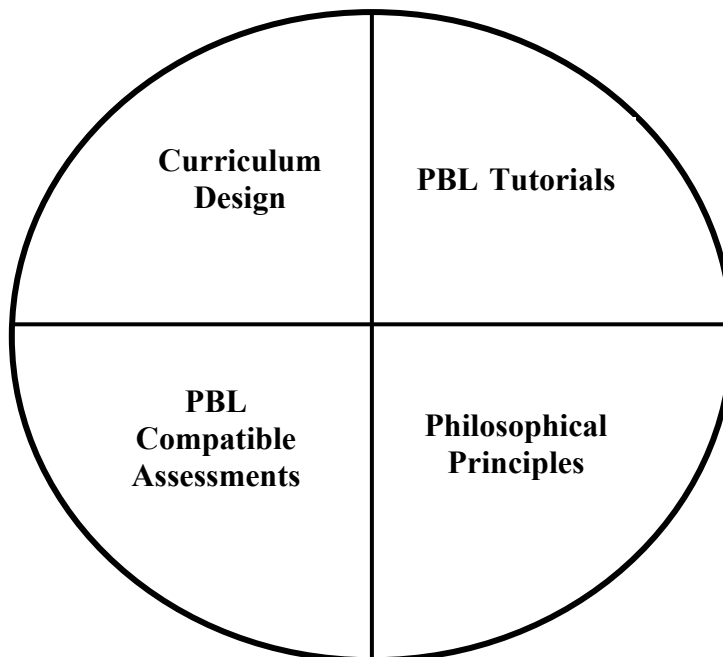 Curriculum
Design
PBL Tutorials
PBL
Compatible
Assessments
Philosophical
Principles